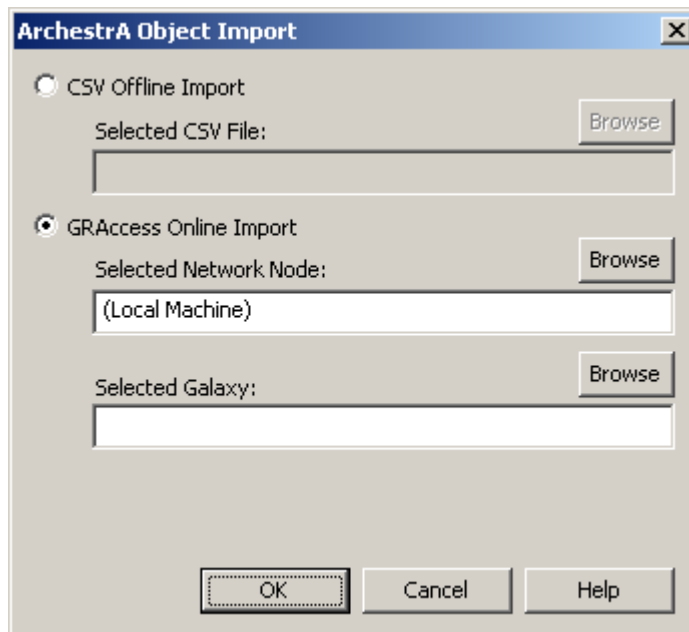 ArchestrA Object Import
CSV Offline Import
Browse
Selected CSV File:
GRAccess Online Import
Browse
Selected Network Node:
(Local Machine)
Browse
Selected Galaxy:
OK Cancel Help